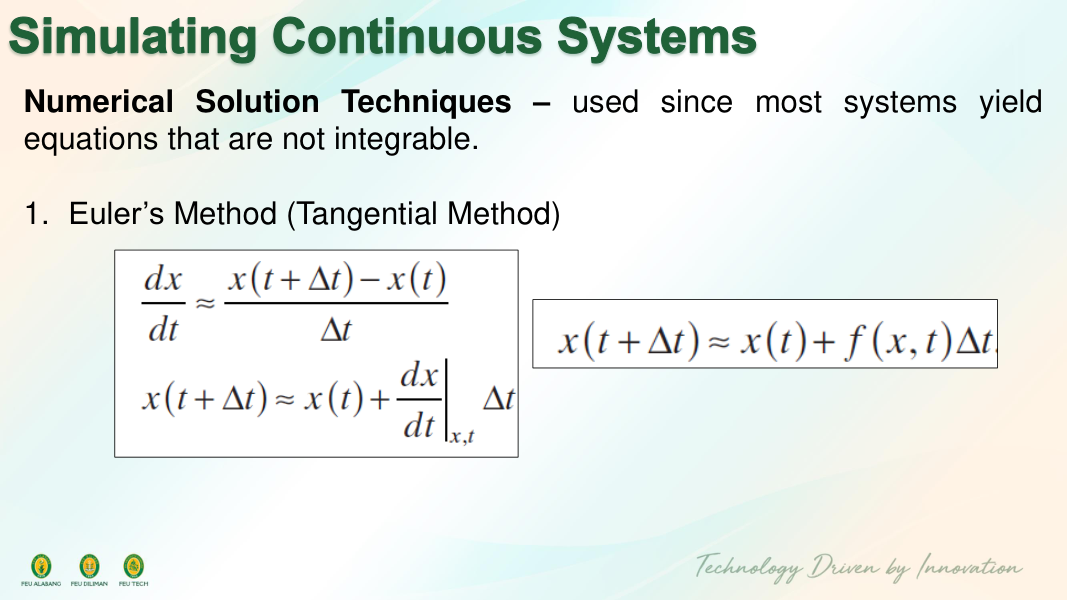 Simulating Continuous Systems
Numerical Solution Techniques – used since most systems yield
equations that are not integrable.
1. Euler's Method (Tangential Method)
dx/dt ≈ (x(t + Δt) − x(t))/Δt
x(t + Δt) ≈ x(t) + dx/dt|x,t Δt
x(t + Δt) ≈ x(t) + f(x, t)Δt.
FEU ALABANG FEU DILIMAN FEU TECH
Technology Driven by Innovation